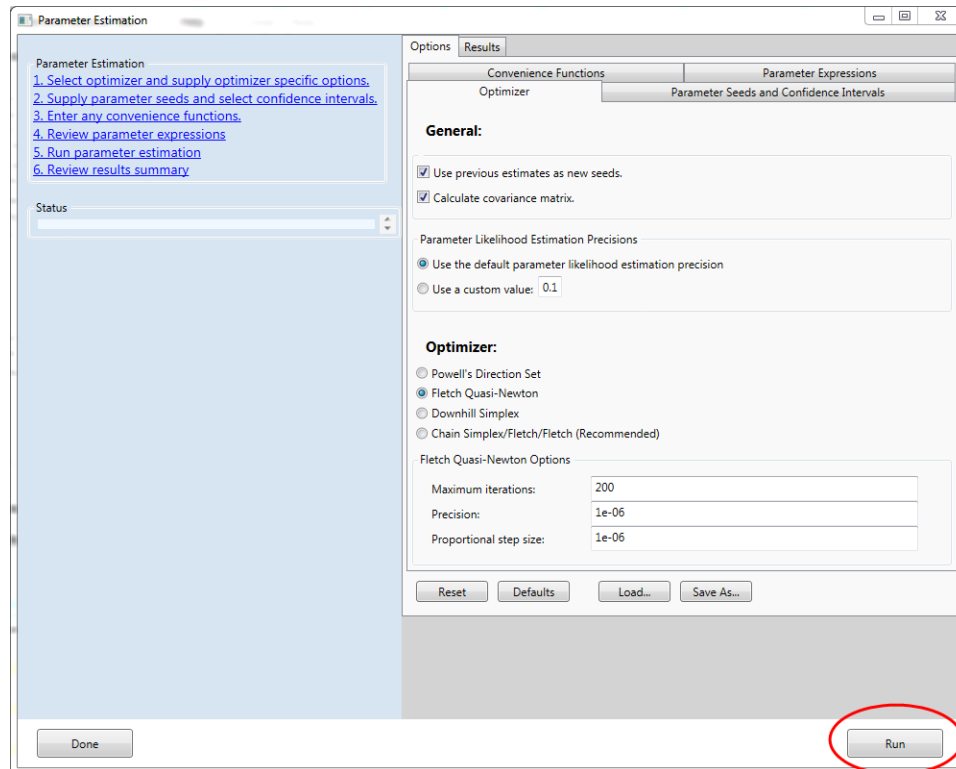 Parameter Estimation
Parameter Estimation
1. Select optimizer and supply optimizer specific options.
2. Supply parameter seeds and select confidence intervals.
3. Enter any convenience functions.
4. Review parameter expressions
5. Run parameter estimation
6. Review results summary
Status
Options Results
Convenience Functions Parameter Expressions
Optimizer Parameter Seeds and Confidence Intervals
General:
Use previous estimates as new seeds.
Calculate covariance matrix.
Parameter Likelihood Estimation Precisions
Use the default parameter likelihood estimation precision
Use a custom value: 0.1
Optimizer:
Powell's Direction Set
Fletch Quasi-Newton
Downhill Simplex
Chain Simplex/Fletch/Fletch (Recommended)
Fletch Quasi-Newton Options
Maximum iterations: 200
Precision: 1e-06
Proportional step size: 1e-06
Reset Defaults Load... Save As...
Done Run